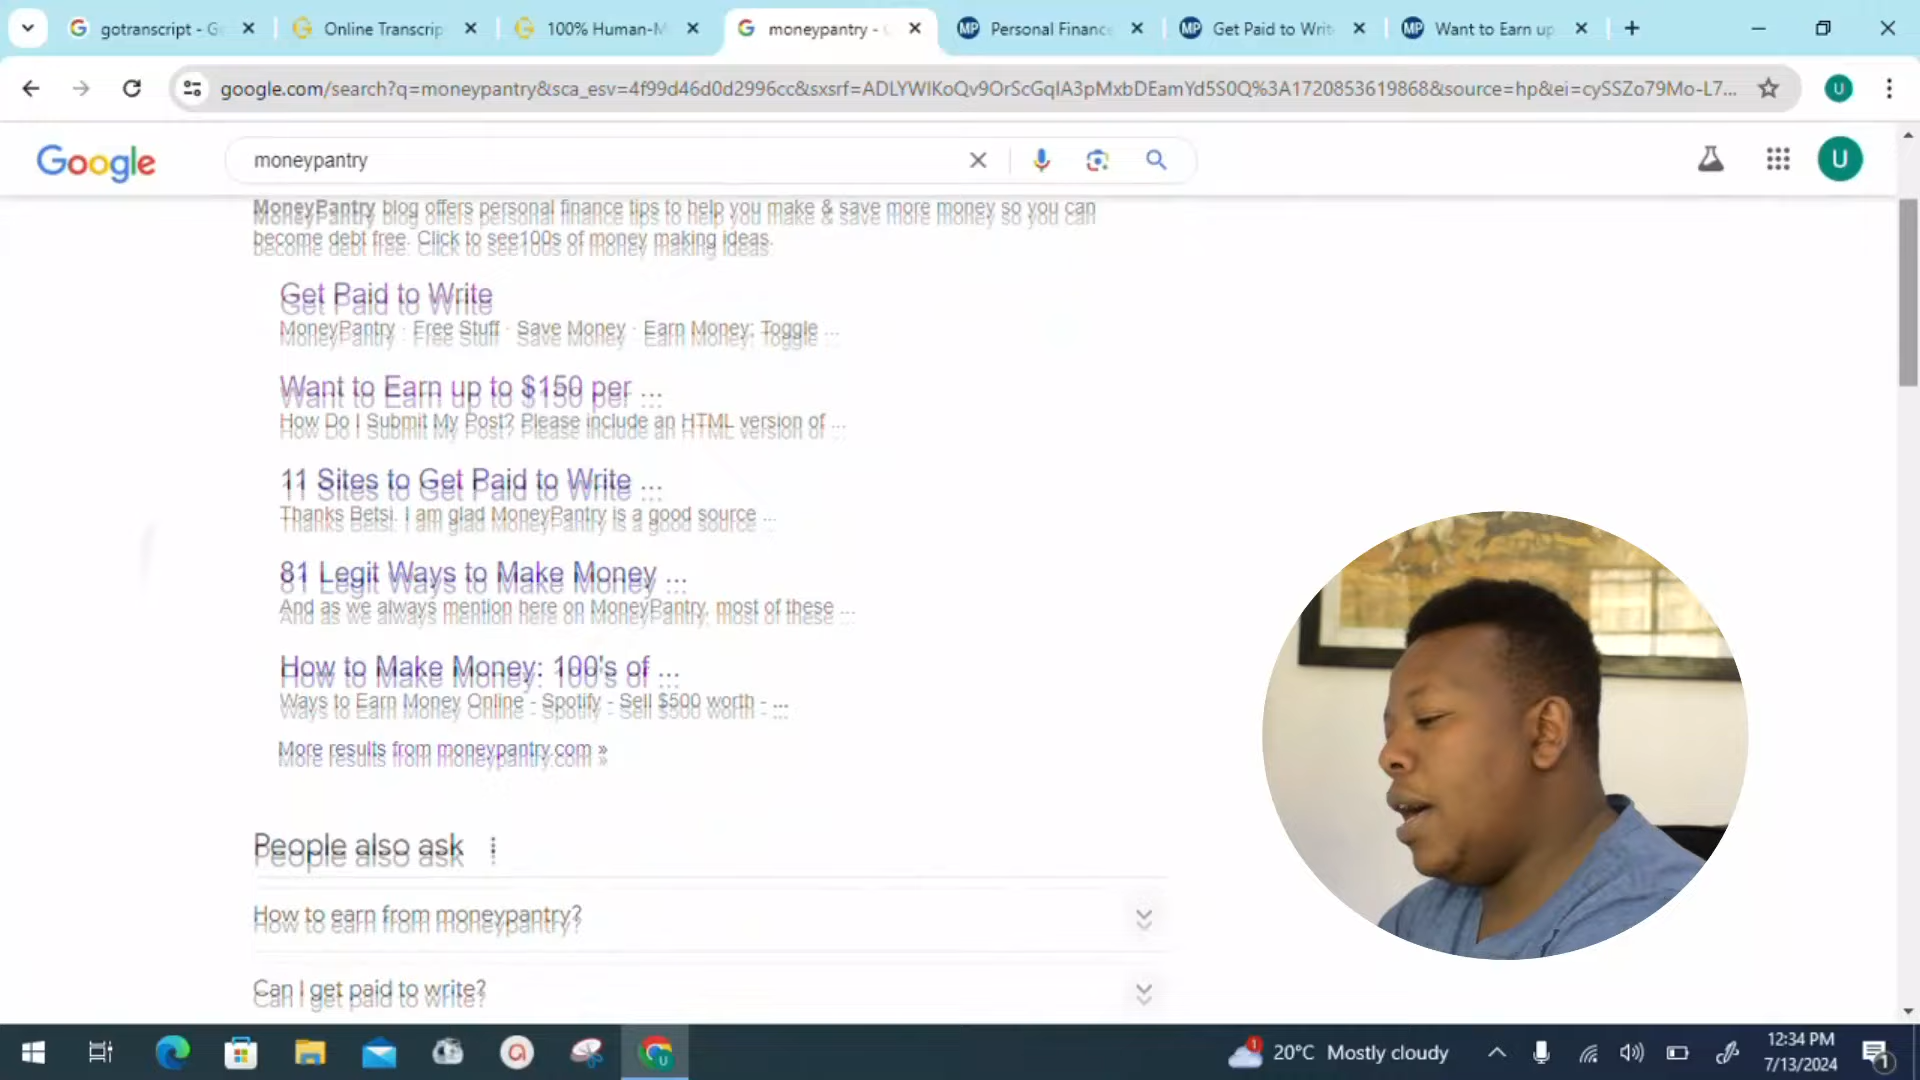 gotranscript - G
Online Transcrip
100% Human-M
moneypantry -
MP Personal Finance
MP Get Paid to Writ
MP Want to Earn up
google.com/search?q=moneypantry&sca_esv=4f99d46d0d2996cc&sxsrf=ADLYWIKoQv9OrScGqIA3pMxbDEamYd5S0Q%3A1720853619868&source=hp&ei=cySSZo79Mo-L7...
U
Google
moneypantry
U
MoneyPantry blog offers personal finance tips to help you make & save more money so you can
become debt free. Click to see100s of money making ideas.
Get Paid to Write
MoneyPantry · Free Stuff · Save Money · Earn Money; Toggle ...
Want to Earn up to $150 per ...
How Do I Submit My Post? Please include an HTML version of ...
11 Sites to Get Paid to Write ...
Thanks Betsi. I am glad MoneyPantry is a good source ...
81 Legit Ways to Make Money ...
And as we always mention here on MoneyPantry, most of these ...
How to Make Money: 100's of ...
Ways to Earn Money Online - Spotify - Sell $500 worth - ...
More results from moneypantry.com »
People also ask
How to earn from moneypantry?
Can I get paid to write?
1
20°C Mostly cloudy
12:34 PM
7/13/2024
1